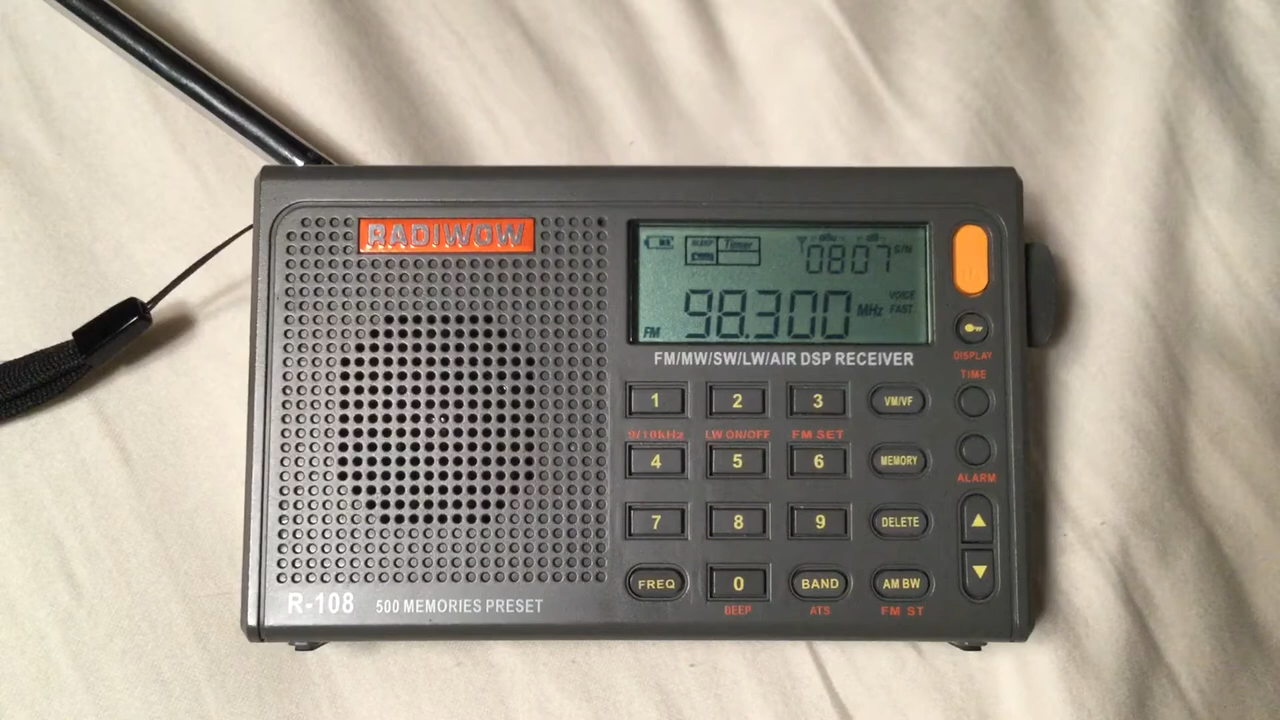 RADIWOW
SLEEP Timer
0807 S/N
98.300 MHz VOICE
FAST
FM
FM/MW/SW/LW/AIR DSP RECEIVER
DISPLAY
TIME
1 2 3 VM/VF
9/10kHz LW ON/OFF FM SET
4 5 6 MEMORY
ALARM
7 8 9 DELETE
FREQ 0 BAND AM BW
BEEP ATS FM ST
R-108 500 MEMORIES PRESET